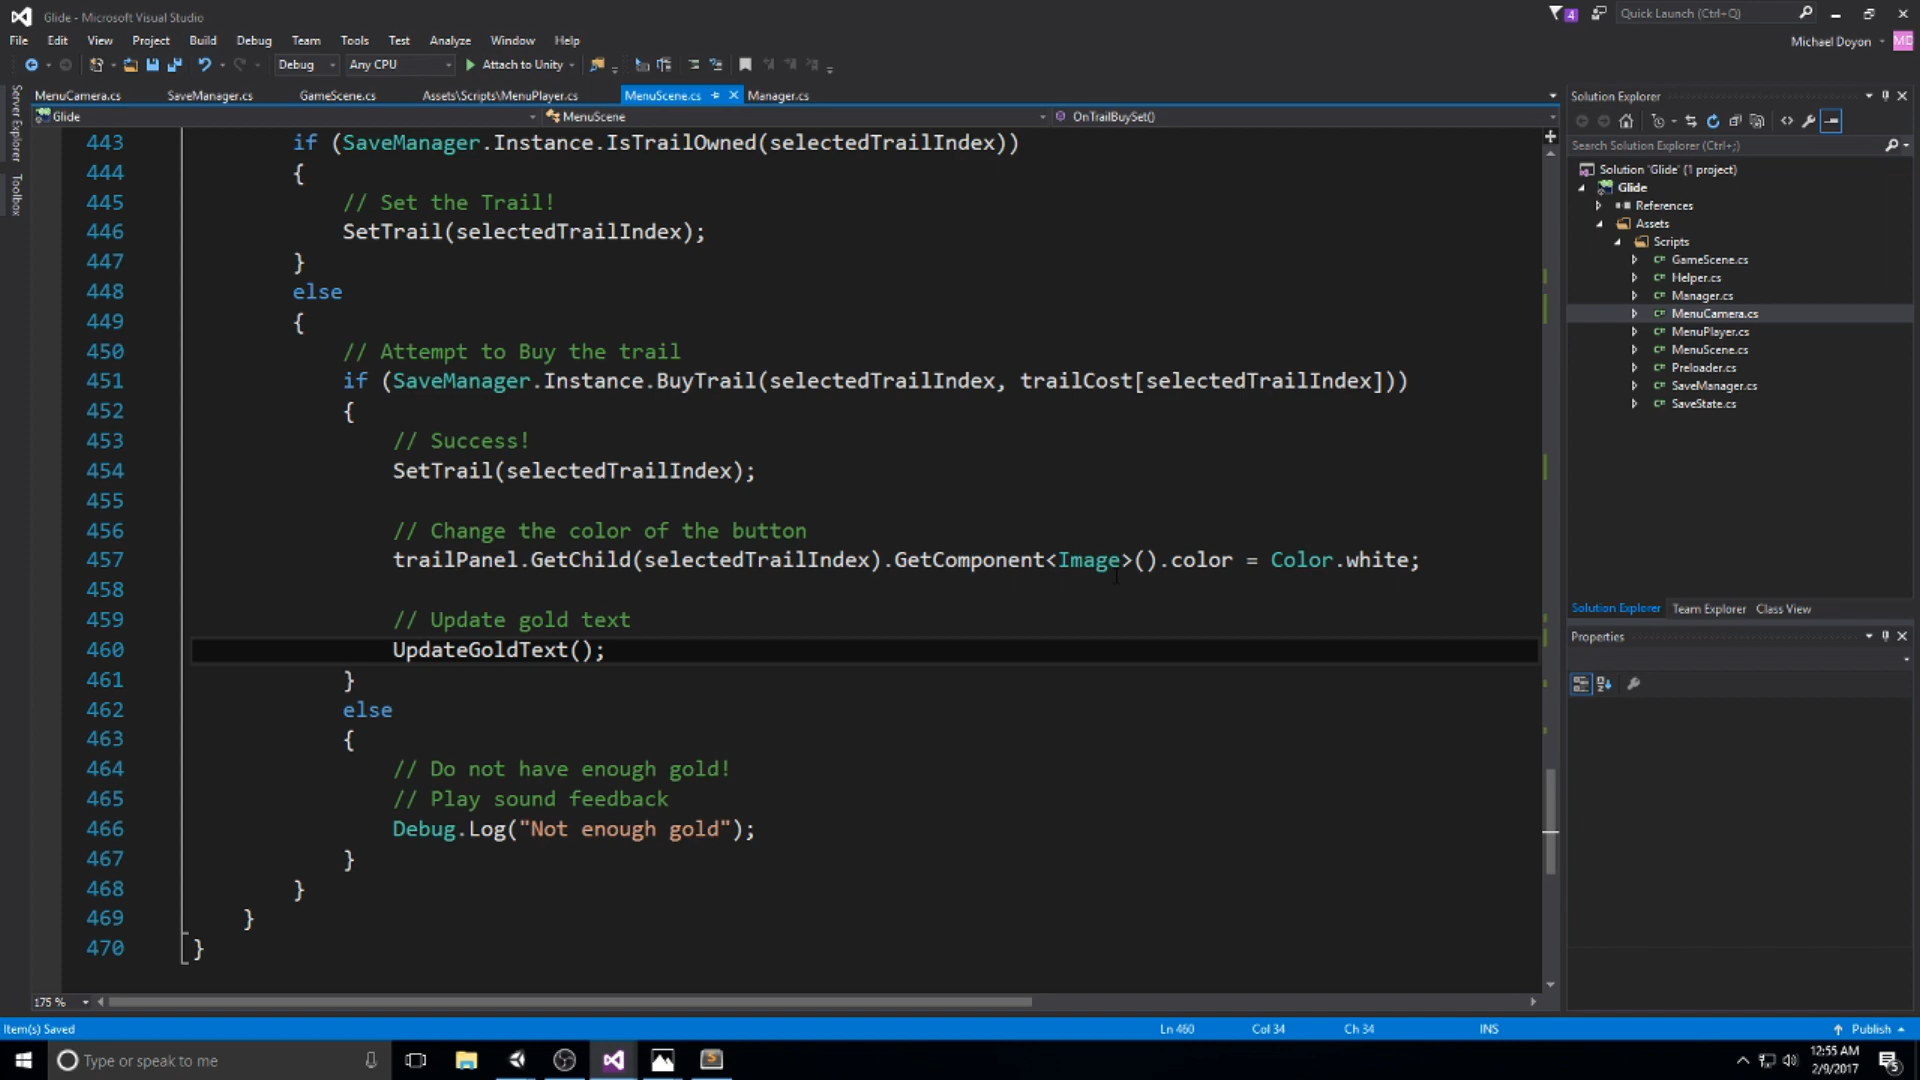 Glide - Microsoft Visual Studio
4
Quick Launch (Ctrl+Q)
File Edit View Project Build Debug Team Tools Test Analyze Window Help
Michael Doyon
MD
Debug Any CPU Attach to Unity
Server Explorer
Toolbox
MenuCamera.cs SaveManager.cs GameScene.cs Assets\Scripts\MenuPlayer.cs MenuScene.cs Manager.cs
Glide MenuScene OnTrailBuySet()
443 if (SaveManager.Instance.IsTrailOwned(selectedTrailIndex))
444 {
445 // Set the Trail!
446 SetTrail(selectedTrailIndex);
447 }
448 else
449 {
450 // Attempt to Buy the trail
451 if (SaveManager.Instance.BuyTrail(selectedTrailIndex, trailCost[selectedTrailIndex]))
452 {
453 // Success!
454 SetTrail(selectedTrailIndex);
455
456 // Change the color of the button
457 trailPanel.GetChild(selectedTrailIndex).GetComponent<Image>().color = Color.white;
458
459 // Update gold text
460 UpdateGoldText();
461 }
462 else
463 {
464 // Do not have enough gold!
465 // Play sound feedback
466 Debug.Log("Not enough gold");
467 }
468 }
469 }
470 }
175 %
Solution Explorer
Search Solution Explorer (Ctrl+;)
Solution 'Glide' (1 project)
Glide
References
Assets
Scripts
GameScene.cs
Helper.cs
Manager.cs
MenuCamera.cs
MenuPlayer.cs
MenuScene.cs
Preloader.cs
SaveManager.cs
SaveState.cs
Solution Explorer Team Explorer Class View
Properties
Item(s) Saved Ln 460 Col 34 Ch 34 INS Publish
Type or speak to me
12:55 AM
2/9/2017
5